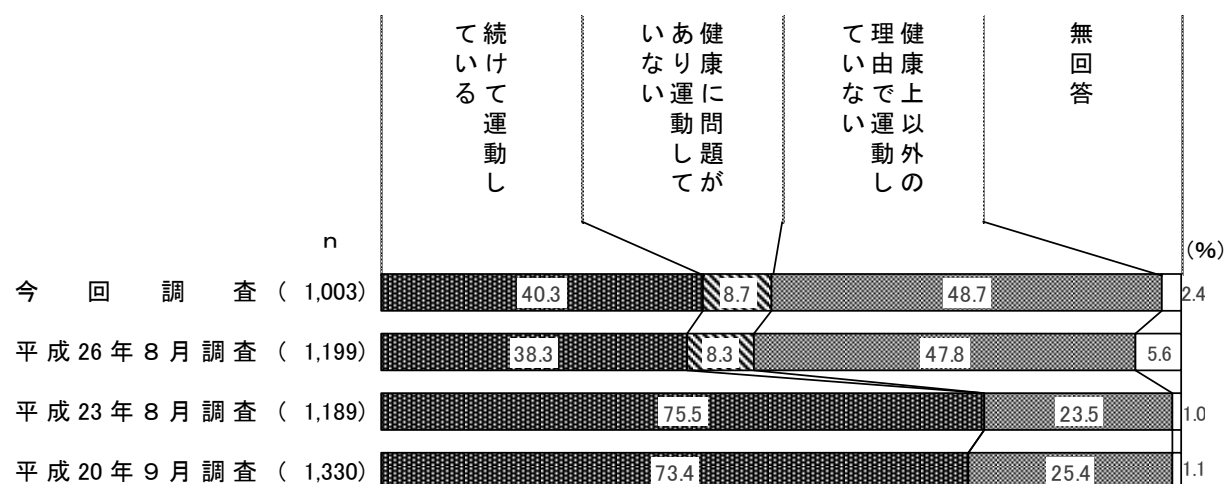 続けて運動し
ている
健康に問題が
あり運動して
いない
健康上以外の
理由で運動し
ていない
無回答
n
(%)
今回調査 ( 1,003) 40.3 8.7 48.7 2.4
平成26年8月調査 ( 1,199) 38.3 8.3 47.8 5.6
平成23年8月調査 ( 1,189) 75.5 23.5 1.0
平成20年9月調査 ( 1,330) 73.4 25.4 1.1